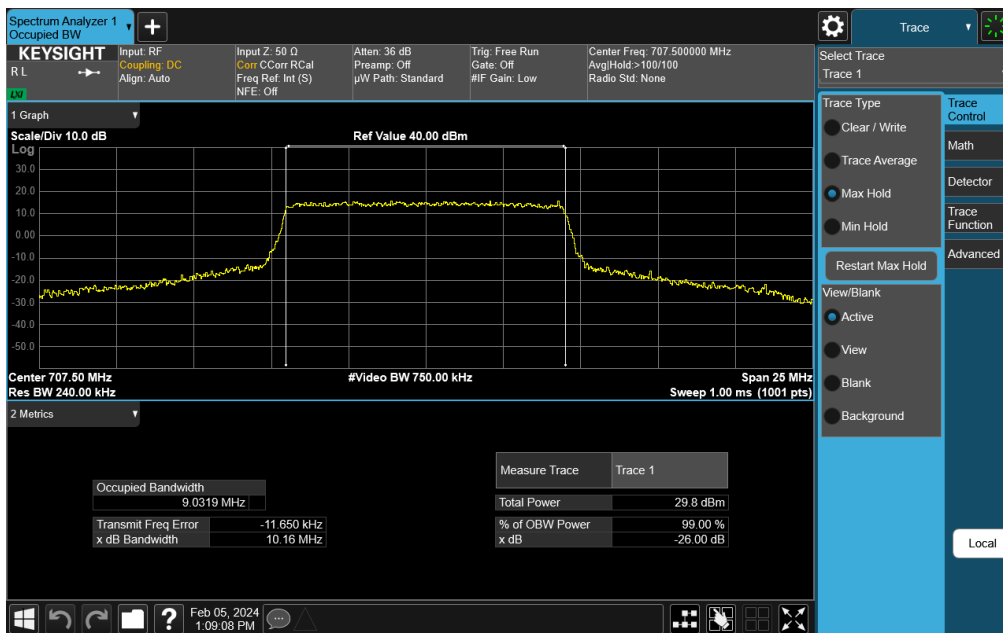 Spectrum Analyzer 1
Occupied BW
KEYSIGHT
R L
LXI
Input: RF
Coupling: DC
Align: Auto
Input Z: 50 Ω
Corr CCorr RCal
Freq Ref: Int (S)
NFE: Off
Atten: 36 dB
Preamp: Off
µW Path: Standard
Trig: Free Run
Gate: Off
#IF Gain: Low
Center Freq: 707.500000 MHz
Avg|Hold:>100/100
Radio Std: None
1 Graph
Scale/Div 10.0 dB
Ref Value 40.00 dBm
Log
30.0
20.0
10.0
0.00
-10.0
-20.0
-30.0
-40.0
-50.0
Center 707.50 MHz
#Video BW 750.00 kHz
Span 25 MHz
Res BW 240.00 kHz
Sweep 1.00 ms (1001 pts)
2 Metrics
Occupied Bandwidth
9.0319 MHz
Transmit Freq Error -11.650 kHz
x dB Bandwidth 10.16 MHz
Measure Trace Trace 1
Total Power 29.8 dBm
% of OBW Power 99.00 %
x dB -26.00 dB
Feb 05, 2024
1:09:08 PM
Trace
Select Trace
Trace 1
Trace Type
Clear / Write
Trace Average
Max Hold
Min Hold
Restart Max Hold
View/Blank
Active
View
Blank
Background
Trace
Control
Math
Detector
Trace
Function
Advanced
Local